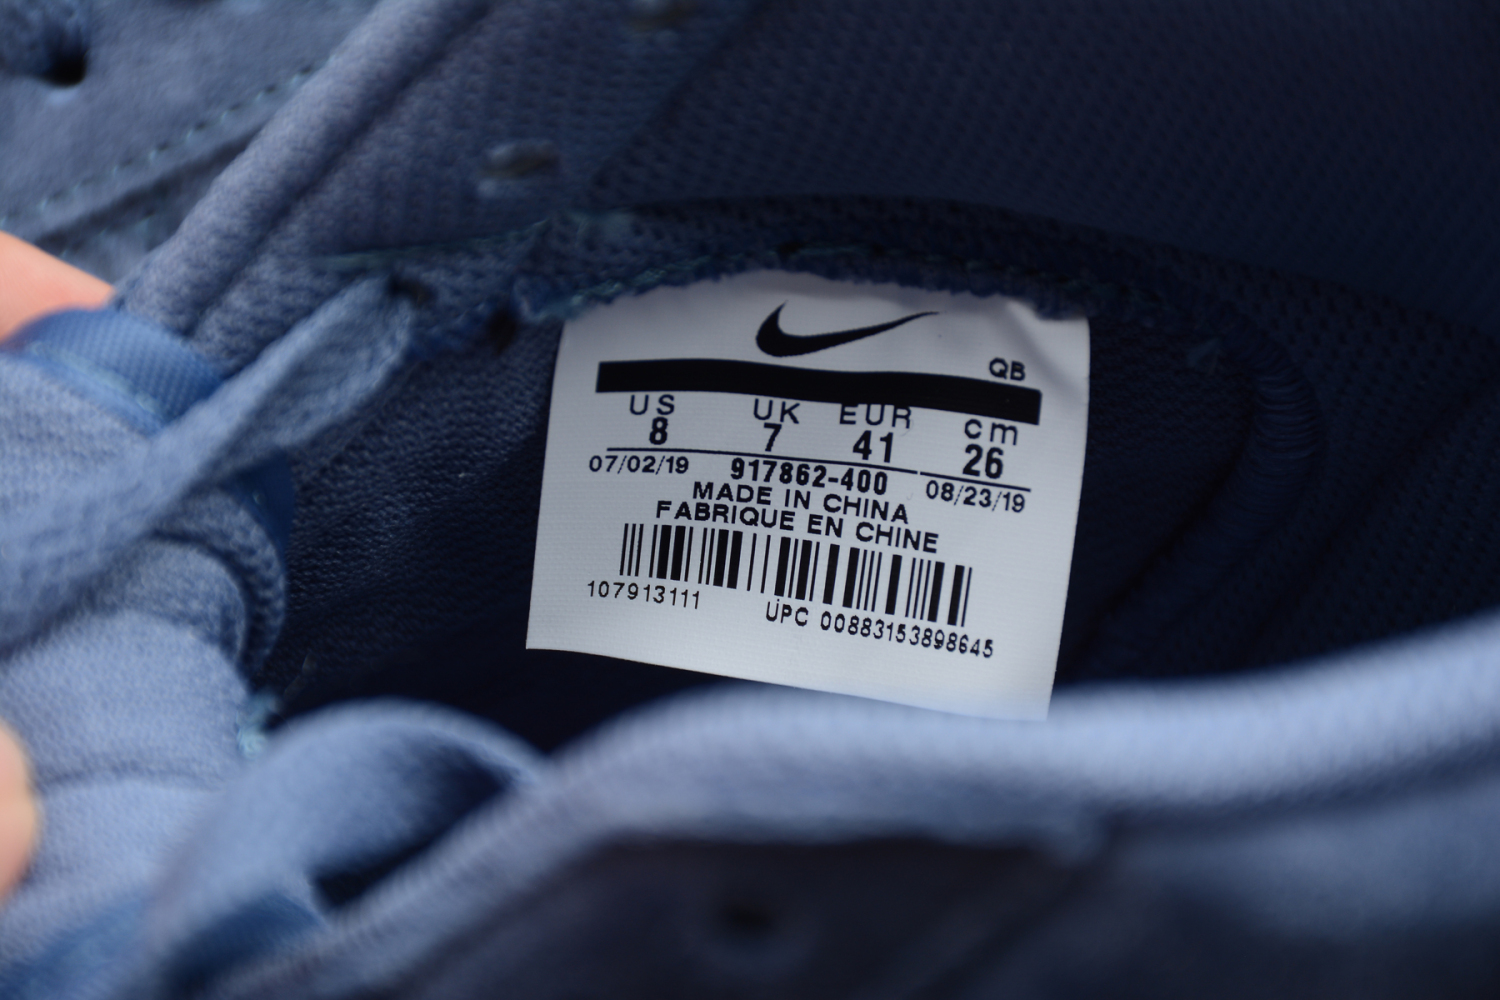 QB
US UK EUR cm
8 7 41 26
07/02/19 917862-400 08/23/19
MADE IN CHINA
FABRIQUE EN CHINE
107913111 UPC 00883153898645